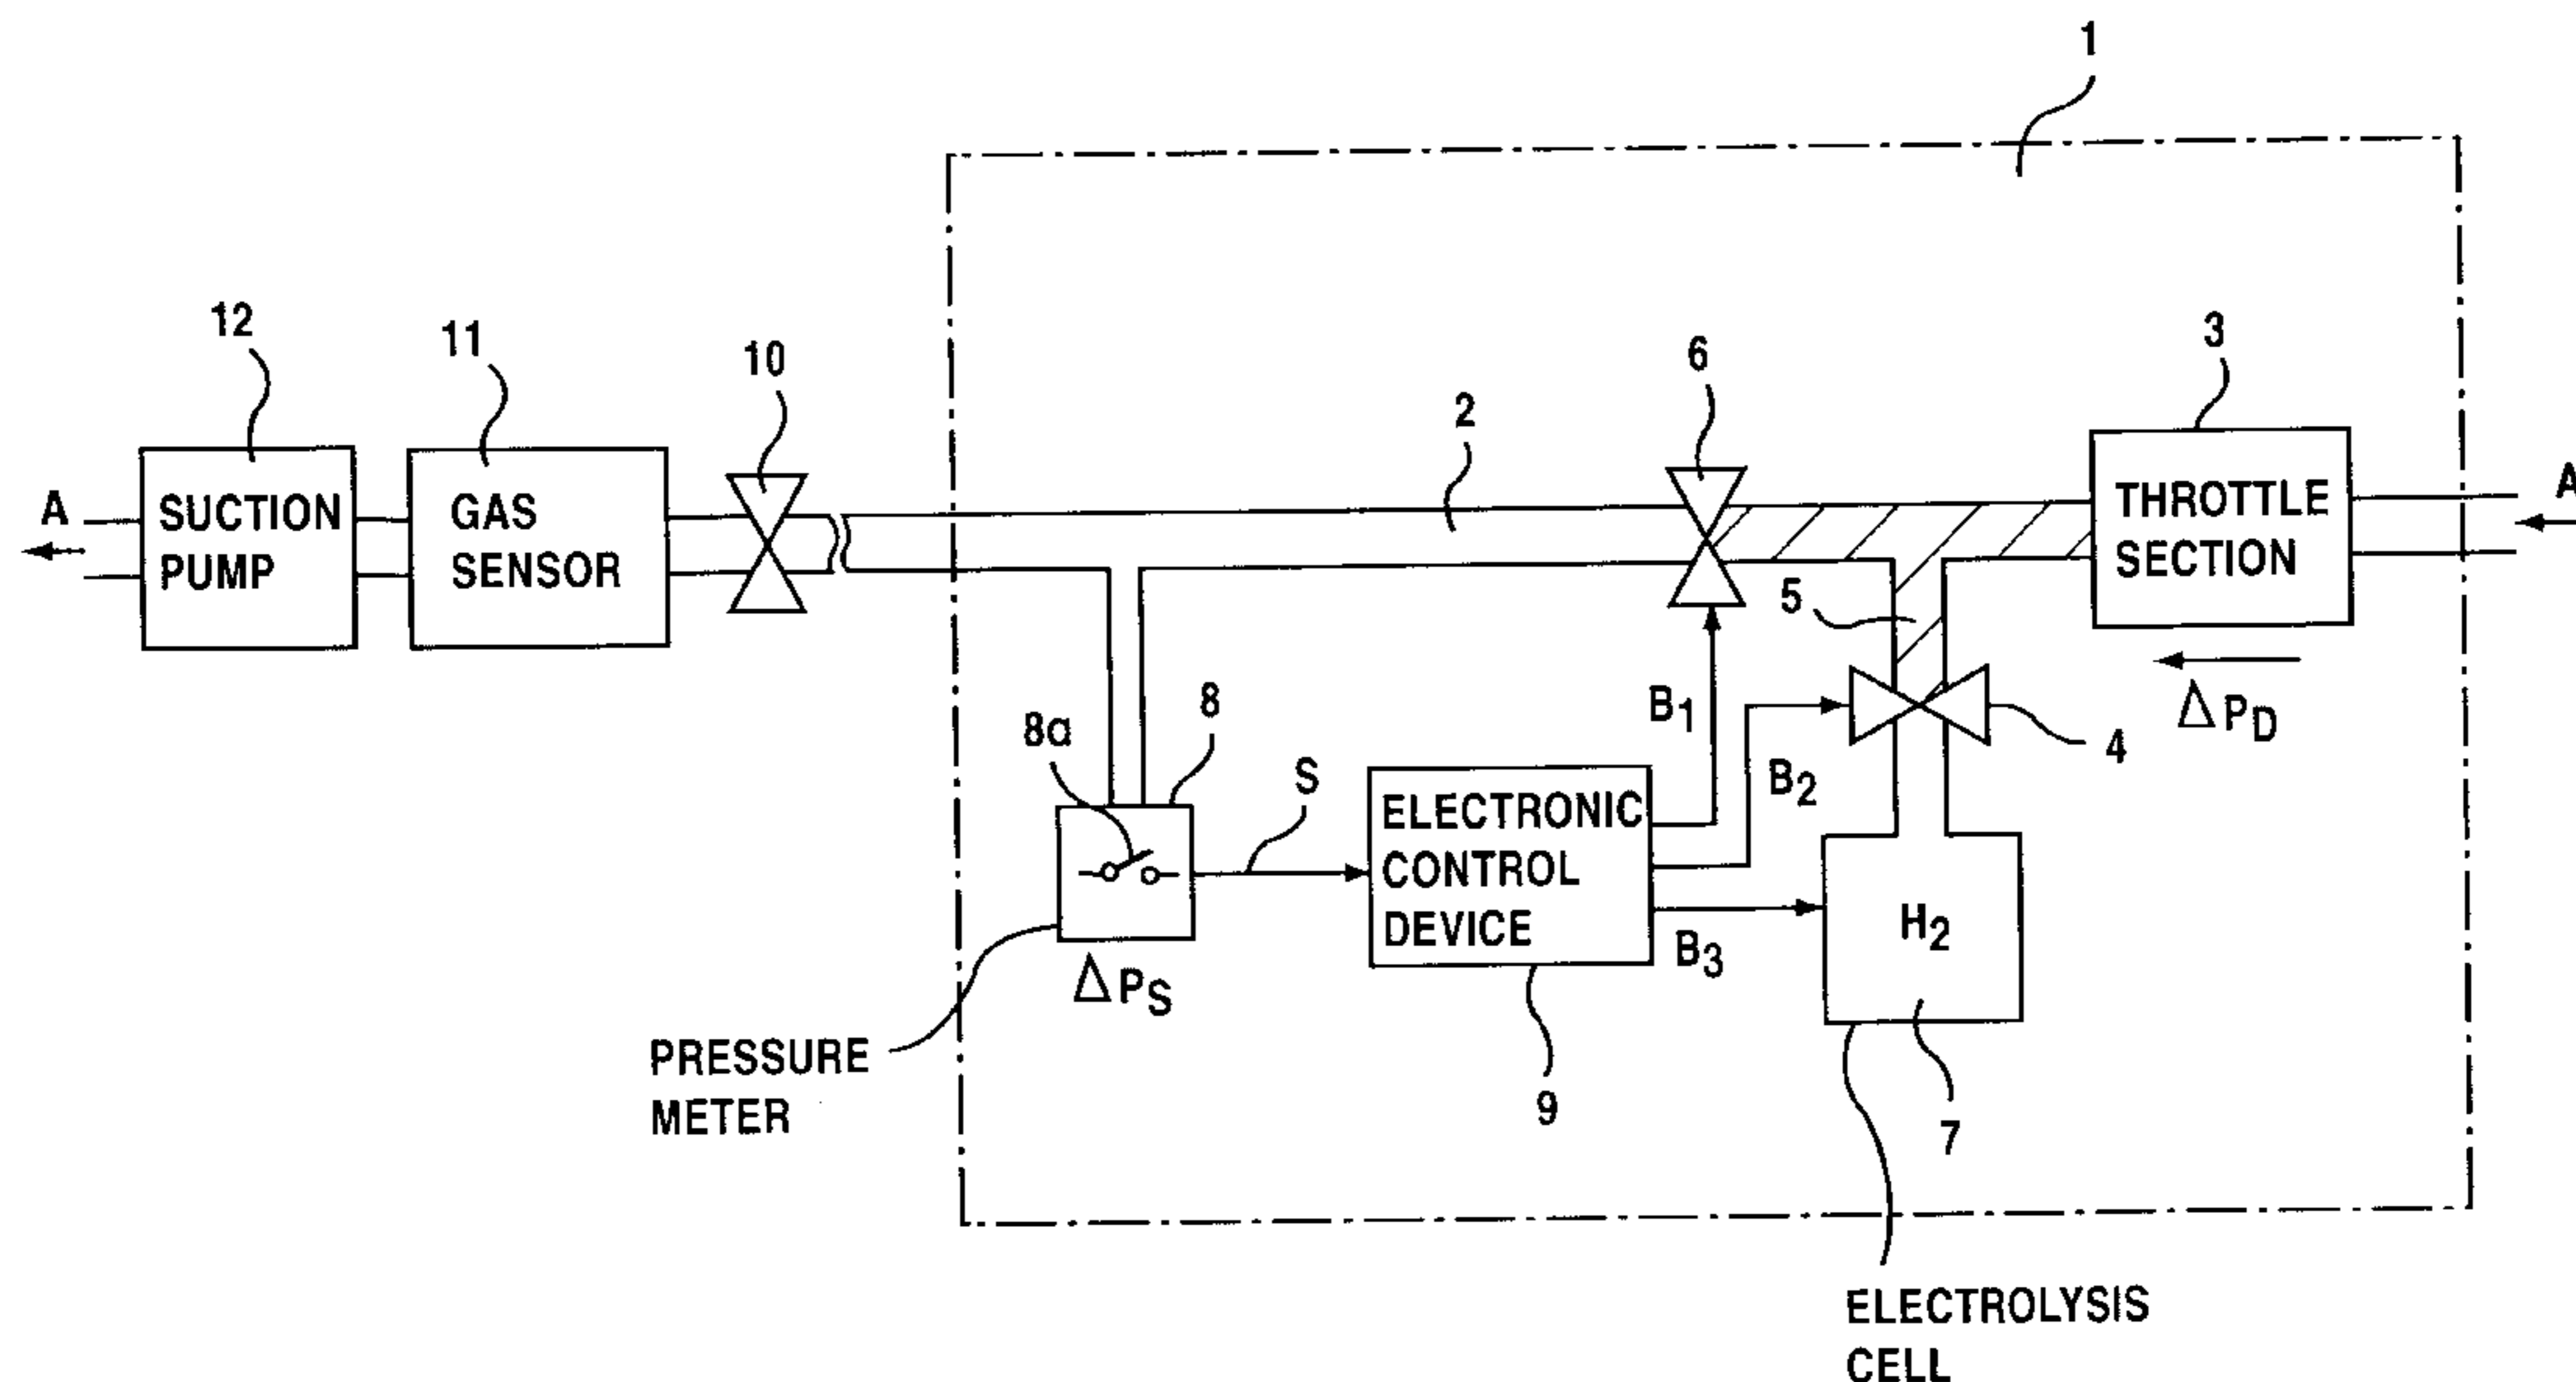 1
12
11
10
6
3
2
A
SUCTION
PUMP
GAS
SENSOR
THROTTLE
SECTION
A
5
ΔPD
4
B1
B2
8a
8
S
ELECTRONIC
CONTROL
DEVICE
B3
H2
ΔPS
PRESSURE
METER
9
7
ELECTROLYSIS
CELL